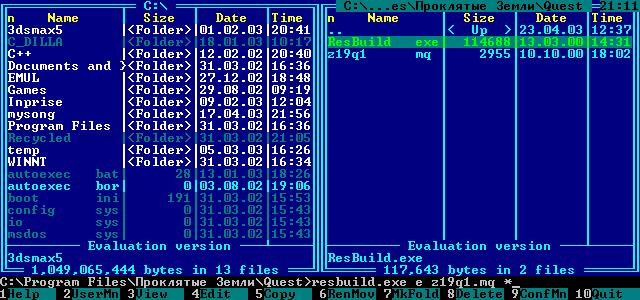 C:\
n Name Size Date Time
3dsmax5 <Folder> 01.02.03 20:41
C_DILLA <Folder> 18.01.03 10:17
C++ <Folder> 12.02.02 20:40
Documents and } <Folder> 31.03.02 16:36
EMUL <Folder> 27.12.02 18:48
Games <Folder> 29.08.02 09:19
Inprise <Folder> 09.02.03 12:04
mysong <Folder> 17.04.03 21:56
Program Files <Folder> 31.03.02 16:36
Recycled <Folder> 31.03.02 21:05
temp <Folder> 05.03.03 16:26
WINNT <Folder> 31.03.02 16:34
autoexec bat 28 13.01.03 18:26
autoexec bor 0 03.08.02 19:06
boot ini 191 31.03.02 15:53
config sys 0 31.03.02 15:43
io sys 0 31.03.02 15:43
msdos sys 0 31.03.02 15:43
Evaluation version
3dsmax5
1,049,065,444 bytes in 13 files
C:\...es\Проклятые Земли\Quest 21:11
n Name Size Date Time
.. < Up > 23.04.03 12:37
ResBuild exe 114688 13.03.00 14:31
z19q1 mq 2955 10.10.00 18:02
Evaluation version
ResBuild.exe
117,643 bytes in 2 files
C:\Program Files\Проклятые Земли\Quest>resbuild.exe e z19q1.mq *_
1Help 2UserMn 3View 4Edit 5Copy 6RenMov 7MkFold 8Delete 9ConfMn 10Quit